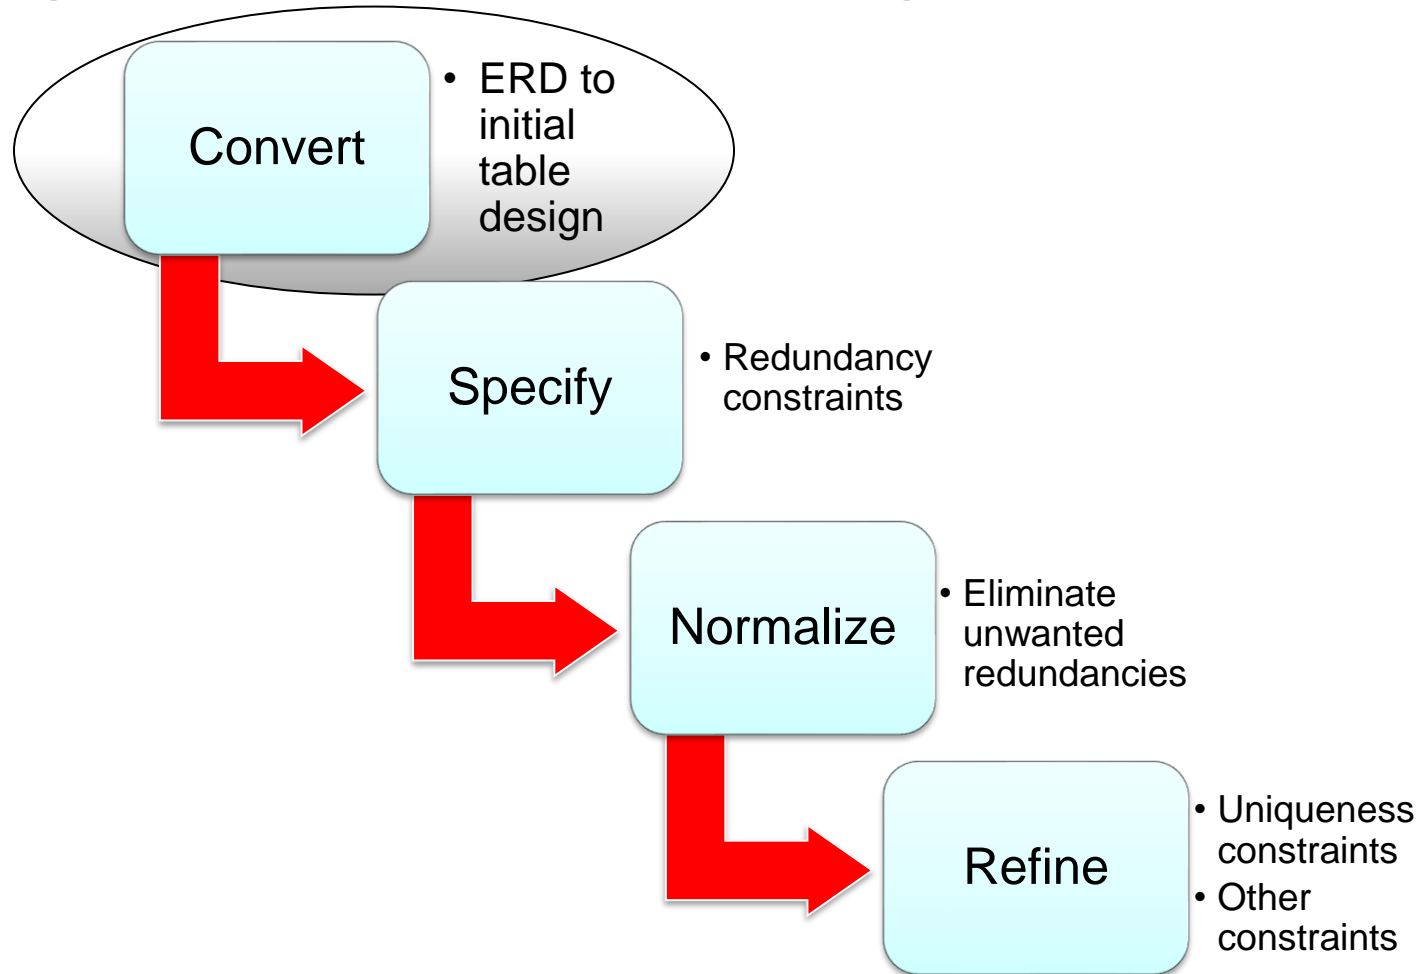 Convert
• ERD to
initial
table
design
Specify
• Redundancy
constraints
Normalize
• Eliminate
unwanted
redundancies
Refine
• Uniqueness
constraints
• Other
constraints